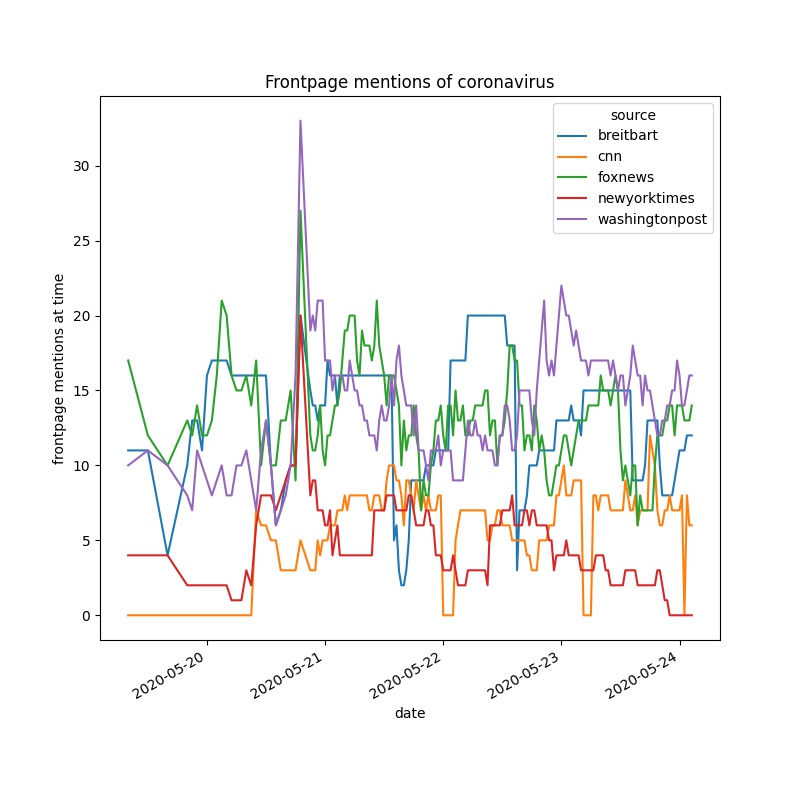 Frontpage mentions of coronavirus
source
breitbart
cnn
foxnews
newyorktimes
washingtonpost
30
25
20
15
10
5
0
frontpage mentions at time
2020-05-20
2020-05-21
2020-05-22
2020-05-23
2020-05-24
date